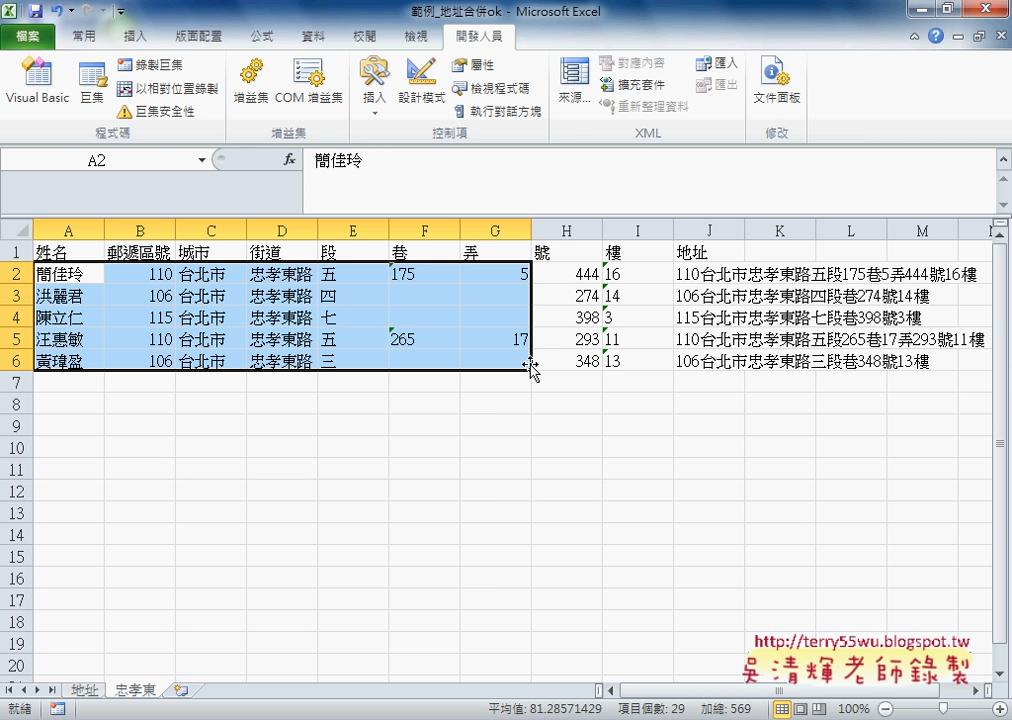 範例_地址合併ok - Microsoft Excel
檔案 常用 插入 版面配置 公式 資料 校閱 檢視 開發人員
Visual Basic 巨集 錄製巨集 以相對位置錄製 巨集安全性 程式碼
增益集 COM 增益集 增益集
插入 設計模式 屬性 檢視程式碼 執行對話方塊 控制項
來源... 對應內容 擴充套件 重新整理資料 匯入 匯出 XML
文件面板 修改
A2 fx 簡佳玲
A B C D E F G H I J K L M
1 姓名 郵遞區號 城市 街道 段 巷 弄 號 樓 地址
2 簡佳玲 110 台北市 忠孝東路 五 175 5 444 16 110台北市忠孝東路五段175巷5弄444號16樓
3 洪麗君 106 台北市 忠孝東路 四 274 14 106台北市忠孝東路四段巷274號14樓
4 陳立仁 115 台北市 忠孝東路 七 398 3 115台北市忠孝東路七段巷398號3樓
5 汪惠敏 110 台北市 忠孝東路 五 265 17 293 11 110台北市忠孝東路五段265巷17弄293號11樓
6 黃瑋盈 106 台北市 忠孝東路 三 348 13 106台北市忠孝東路三段巷348號13樓
7
8
9
10
11
12
13
14
15
16
17
18
19
20
http://terry55wu.blogspot.tw
吳清輝老師錄製
地址 忠孝東
就緒 平均值: 81.28571429 項目個數: 29 加總: 569 100%